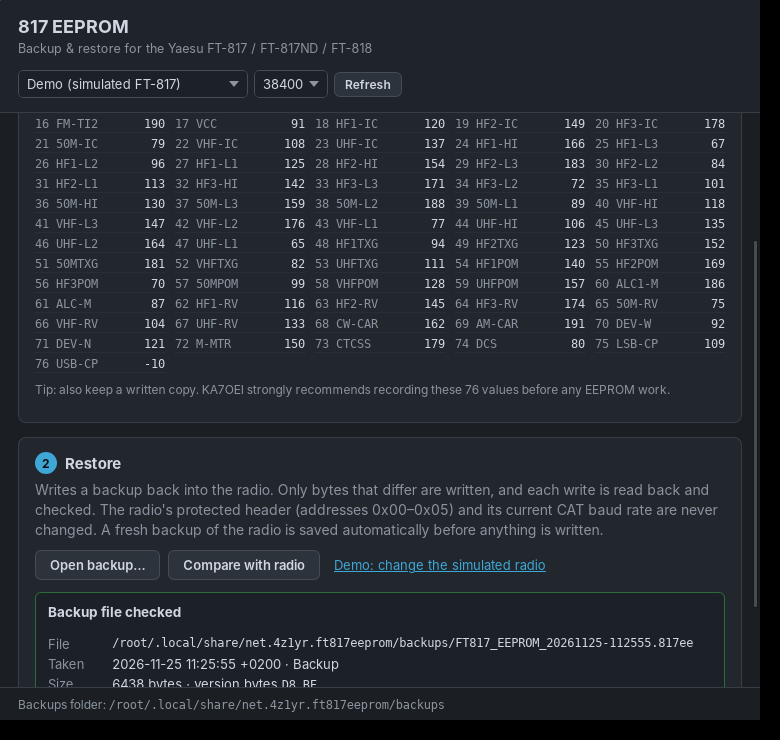 817 EEPROM
Backup & restore for the Yaesu FT-817 / FT-817ND / FT-818
Demo (simulated FT-817) 38400 Refresh
16 FM-TI2 190 17 VCC 91 18 HF1-IC 120 19 HF2-IC 149 20 HF3-IC 178
21 50M-IC 79 22 VHF-IC 108 23 UHF-IC 137 24 HF1-HI 166 25 HF1-L3 67
26 HF1-L2 96 27 HF1-L1 125 28 HF2-HI 154 29 HF2-L3 183 30 HF2-L2 84
31 HF2-L1 113 32 HF3-HI 142 33 HF3-L3 171 34 HF3-L2 72 35 HF3-L1 101
36 50M-HI 130 37 50M-L3 159 38 50M-L2 188 39 50M-L1 89 40 VHF-HI 118
41 VHF-L3 147 42 VHF-L2 176 43 VHF-L1 77 44 UHF-HI 106 45 UHF-L3 135
46 UHF-L2 164 47 UHF-L1 65 48 HF1TXG 94 49 HF2TXG 123 50 HF3TXG 152
51 50MTXG 181 52 VHFTXG 82 53 UHFTXG 111 54 HF1POM 140 55 HF2POM 169
56 HF3POM 70 57 50MPOM 99 58 VHFPOM 128 59 UHFPOM 157 60 ALC1-M 186
61 ALC-M 87 62 HF1-RV 116 63 HF2-RV 145 64 HF3-RV 174 65 50M-RV 75
66 VHF-RV 104 67 UHF-RV 133 68 CW-CAR 162 69 AM-CAR 191 70 DEV-W 92
71 DEV-N 121 72 M-MTR 150 73 CTCSS 179 74 DCS 80 75 LSB-CP 109
76 USB-CP -10
Tip: also keep a written copy. KA7OEI strongly recommends recording these 76 values before any EEPROM work.
2 Restore
Writes a backup back into the radio. Only bytes that differ are written, and each write is read back and
checked. The radio's protected header (addresses 0x00–0x05) and its current CAT baud rate are never
changed. A fresh backup of the radio is saved automatically before anything is written.
Open backup... Compare with radio Demo: change the simulated radio
Backup file checked
File /root/.local/share/net.4z1yr.ft817eeprom/backups/FT817_EEPROM_20261125-112555.817ee
Taken 2026-11-25 11:25:55 +0200 · Backup
Size 6438 bytes · version bytes D8 BF
Backups folder: /root/.local/share/net.4z1yr.ft817eeprom/backups